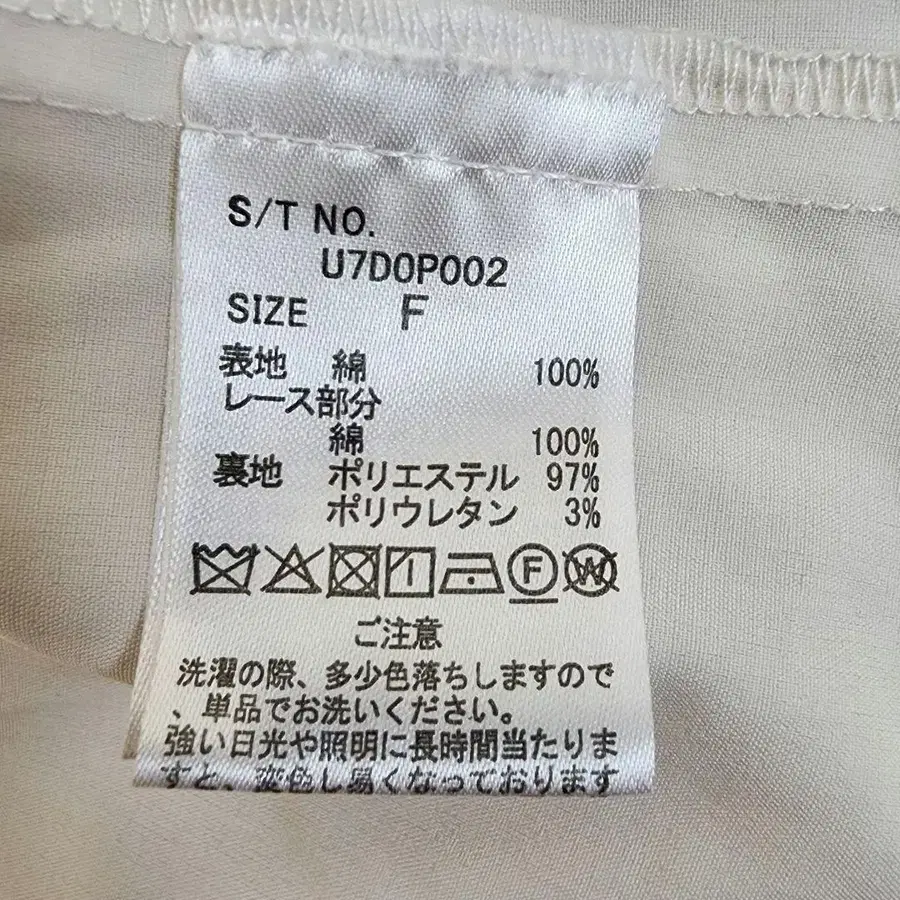 S/T NO.
U7D0P002
SIZE F
表地 綿 100%
レース部分
綿 100%
裏地 ポリエステル 97%
ポリウレタン 3%
F W
ご注意
洗濯の際、多少色落ちしますので
、単品でお洗いください。
強い日光や照明に長時間当たりま
すと、変色し易くなっております